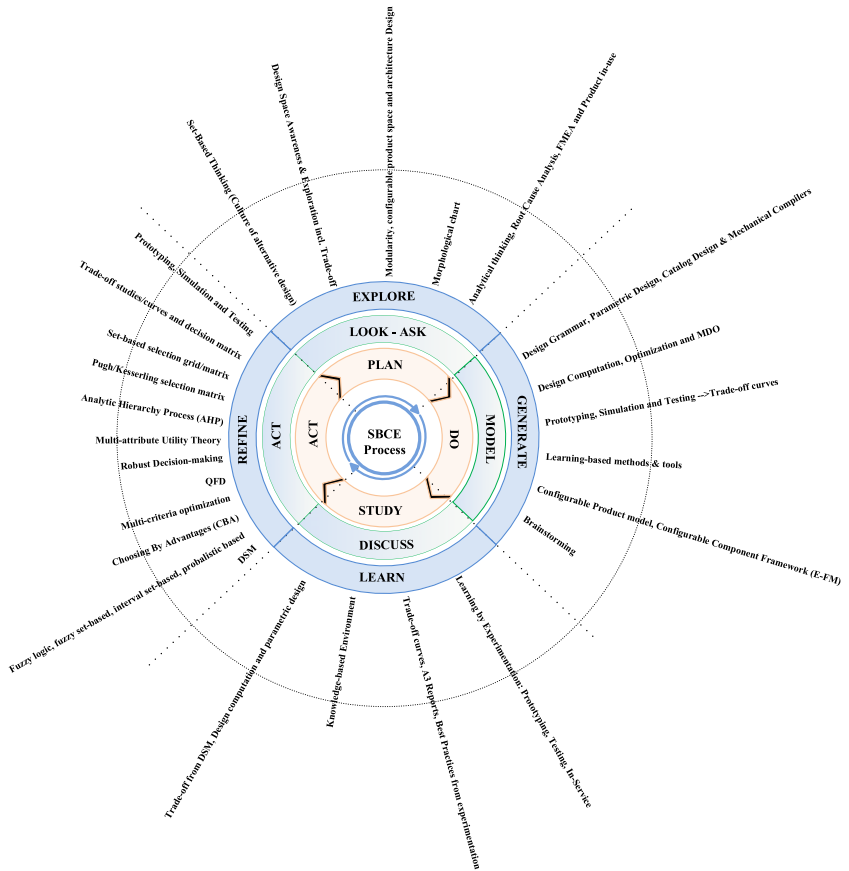 Modularity, configurable product space and architecture Design
Design Space Awareness & Exploration incl. Trade-off
Set-Based Thinking (Culture of alternative design)
Morphological chart
Analytical thinking, Root Cause Analysis, FMEA and Product in-use
Design Grammar, Parametric Design, Catalog Design & Mechanical Compilers
Design Computation, Optimization and MDO
Prototyping, Simulation and Testing -->Trade-off curves
Learning-based methods & tools
Configurable Product model, Configurable Component Framework (E-FM)
Brainstorming
Learning by Experimentation: Prototyping, Testing, In-Service
Trade-off curves, A3 Reports, Best Practices from experimentation
Knowledge-based Environment
Trade-off from DSM, Design computation and parametric design
DSM
Fuzzy logic, fuzzy set-based, interval set-based, probalistic based
Choosing By Advantages (CBA)
Multi-criteria optimization
QFD
Robust Decision-making
Multi-attribute Utility Theory
Analytic Hierarchy Process (AHP)
Pugh/Kesserling selection matrix
Set-based selection grid/matrix
Trade-off studies/curves and decision matrix
Prototyping, Simulation and Testing
EXPLORE
LOOK - ASK
PLAN
REFINE
ACT
ACT
SBCE
Process
DO
MODEL
GENERATE
STUDY
DISCUSS
LEARN